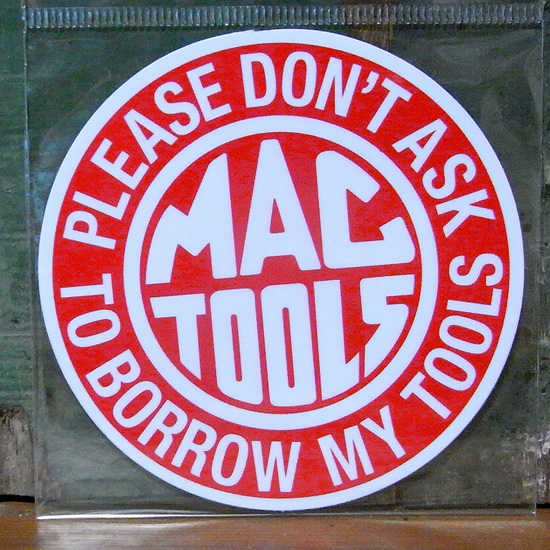 PLEASE DON'T ASK
TO BORROW MY TOOLS
MAC
TOOLS